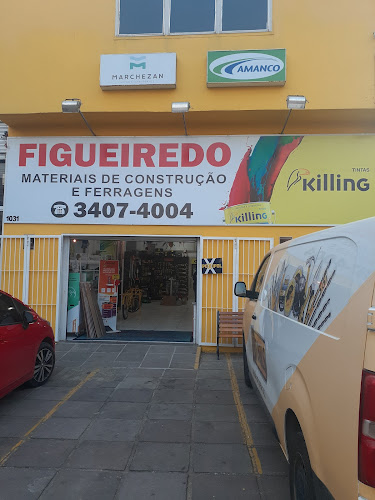 MARCHEZAN
AMANCO
FIGUEIREDO
MATERIAIS DE CONSTRUÇÃO
E FERRAGENS
3407-4004
1031
Killing
TINTAS
Killing